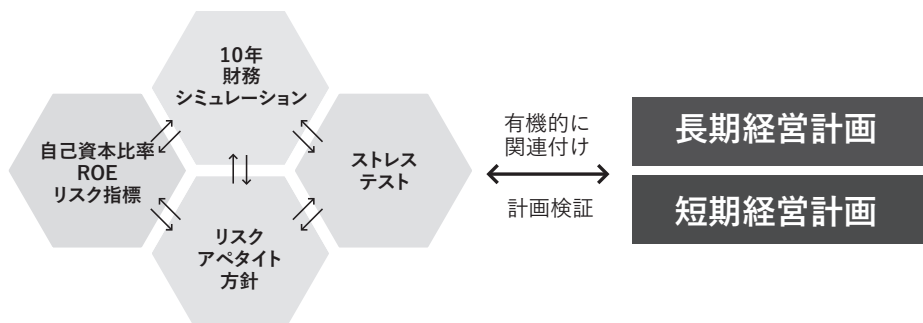 10年
財務
シミュレーション
自己資本比率
ROE
リスク指標
ストレス
テスト
リスク
アペタイト
方針
有機的に
関連付け
計画検証
長期経営計画
短期経営計画